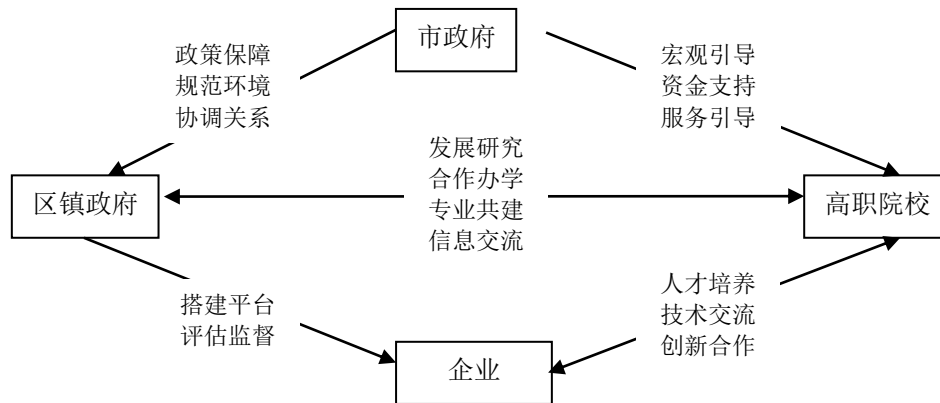 市政府
政策保障
规范环境
协调关系
宏观引导
资金支持
服务引导
发展研究
合作办学
专业共建
信息交流
区镇政府
高职院校
搭建平台
评估监督
人才培养
技术交流
创新合作
企业